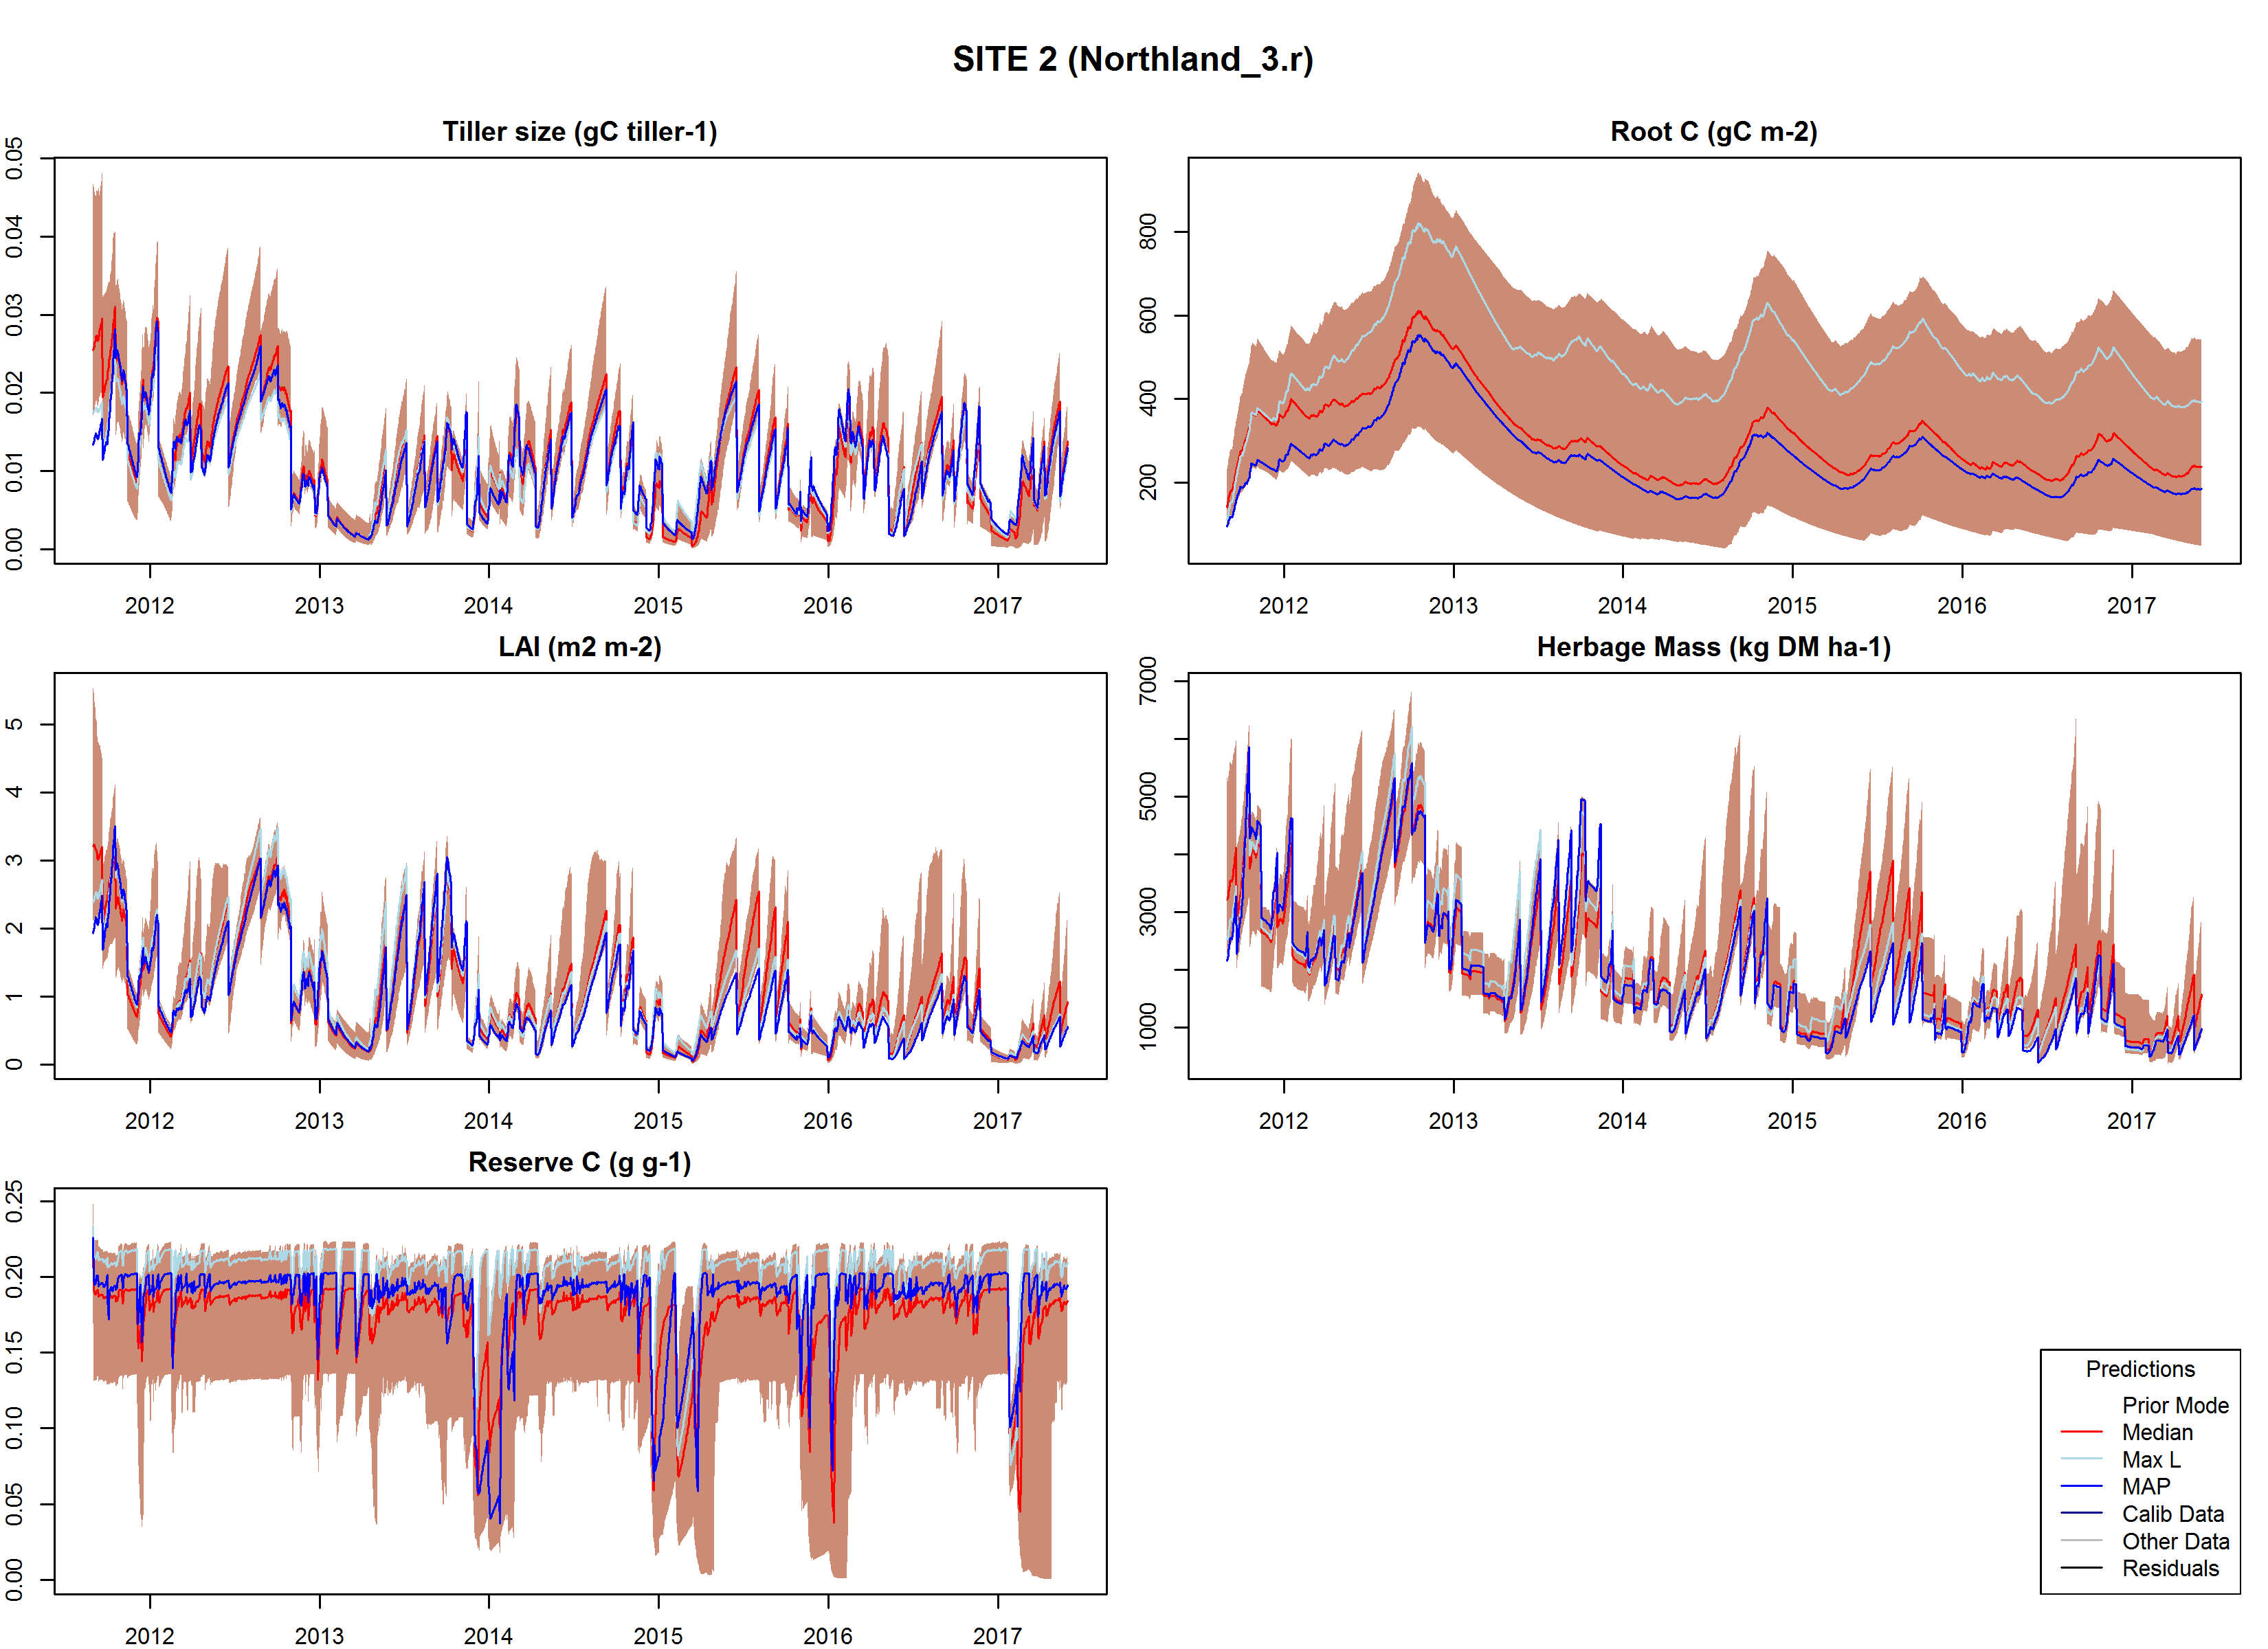 SITE 2 (Northland_3.r)
Tiller size (gC tiller-1)
0.05
0.04
0.03
0.02
0.01
0.00
2012 2013 2014 2015 2016 2017
Root C (gC m-2)
800
600
400
200
2012 2013 2014 2015 2016 2017
LAI (m2 m-2)
5
4
3
2
1
0
2012 2013 2014 2015 2016 2017
Herbage Mass (kg DM ha-1)
7000
5000
3000
1000
2012 2013 2014 2015 2016 2017
Reserve C (g g-1)
0.25
0.20
0.15
0.10
0.05
0.00
2012 2013 2014 2015 2016 2017
Predictions
Prior Mode
Median
Max L
MAP
Calib Data
Other Data
Residuals